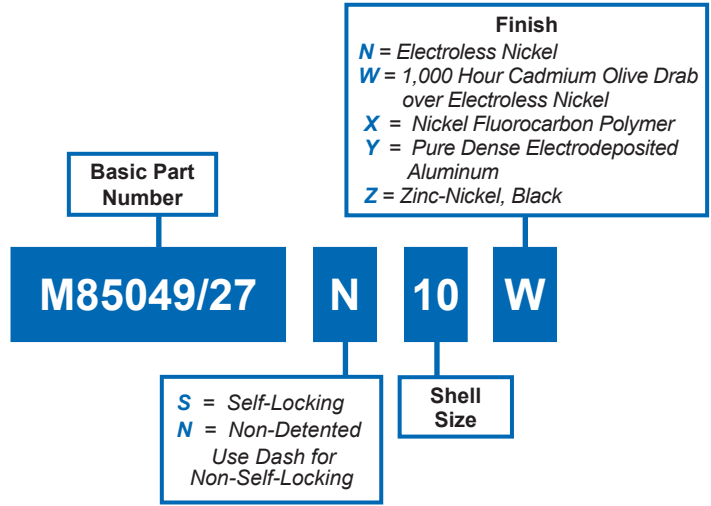 Finish
N = Electroless Nickel
W = 1,000 Hour Cadmium Olive Drab
over Electroless Nickel
X = Nickel Fluorocarbon Polymer
Y = Pure Dense Electrodeposited
Aluminum
Z = Zinc-Nickel, Black
Basic Part
Number
M85049/27 N 10 W
S = Self-Locking
N = Non-Detented
Use Dash for
Non-Self-Locking
Shell
Size